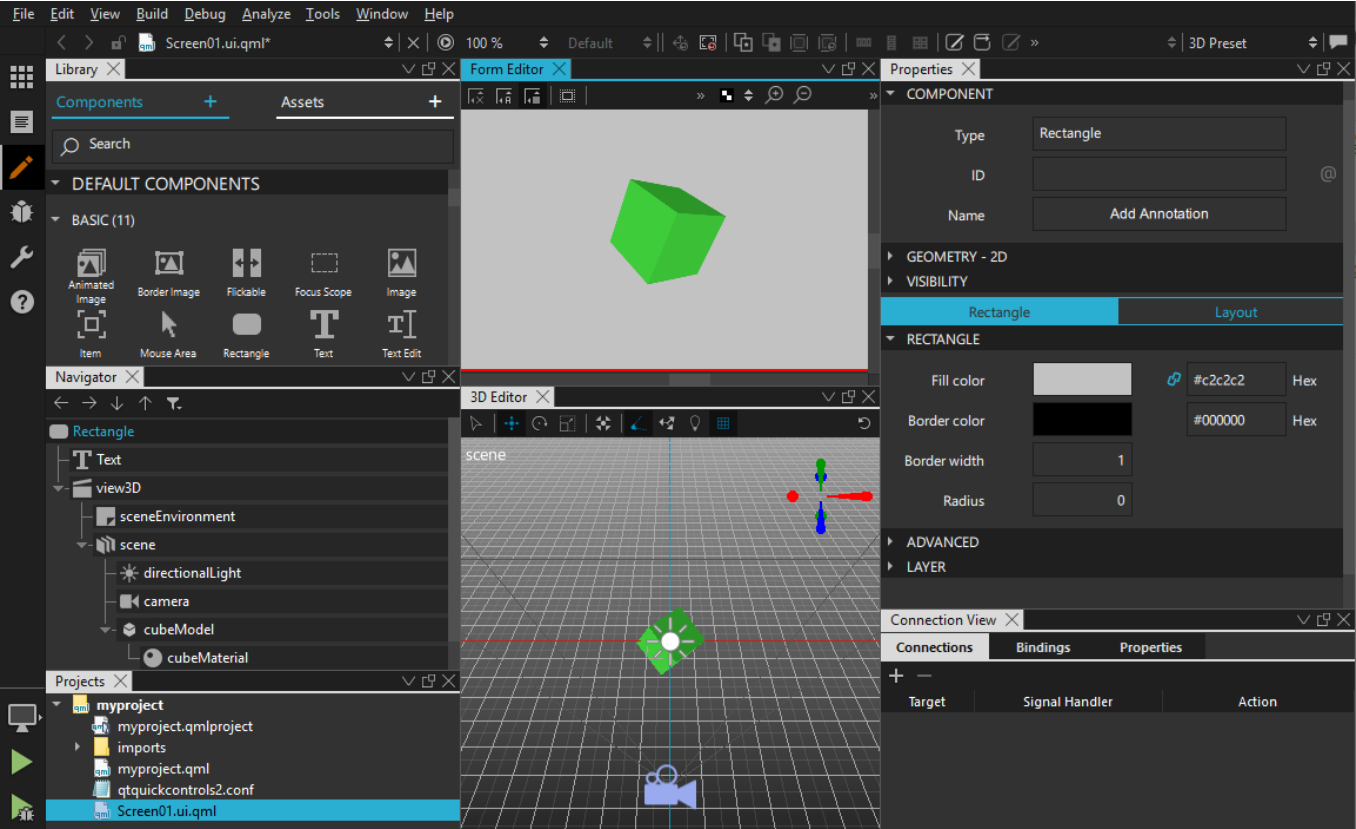 File Edit View Build Debug Analyze Tools Window Help
Screen01.ui.qml* 100 % Default 3D Preset
Library
Components + Assets +
Search
DEFAULT COMPONENTS
BASIC (11)
Animated Image
Border Image
Flickable
Focus Scope
Image
Item
Mouse Area
Rectangle
Text
Text Edit
Navigator
Rectangle
Text
view3D
sceneEnvironment
scene
directionalLight
camera
cubeModel
cubeMaterial
Projects
myproject
myproject.qmlproject
imports
myproject.qml
qtquickcontrols2.conf
Screen01.ui.qml
Form Editor
3D Editor
scene
Properties
COMPONENT
Type Rectangle
ID @
Name Add Annotation
GEOMETRY - 2D
VISIBILITY
Rectangle Layout
RECTANGLE
Fill color #c2c2c2 Hex
Border color #000000 Hex
Border width 1
Radius 0
ADVANCED
LAYER
Connection View
Connections Bindings Properties
Target Signal Handler Action